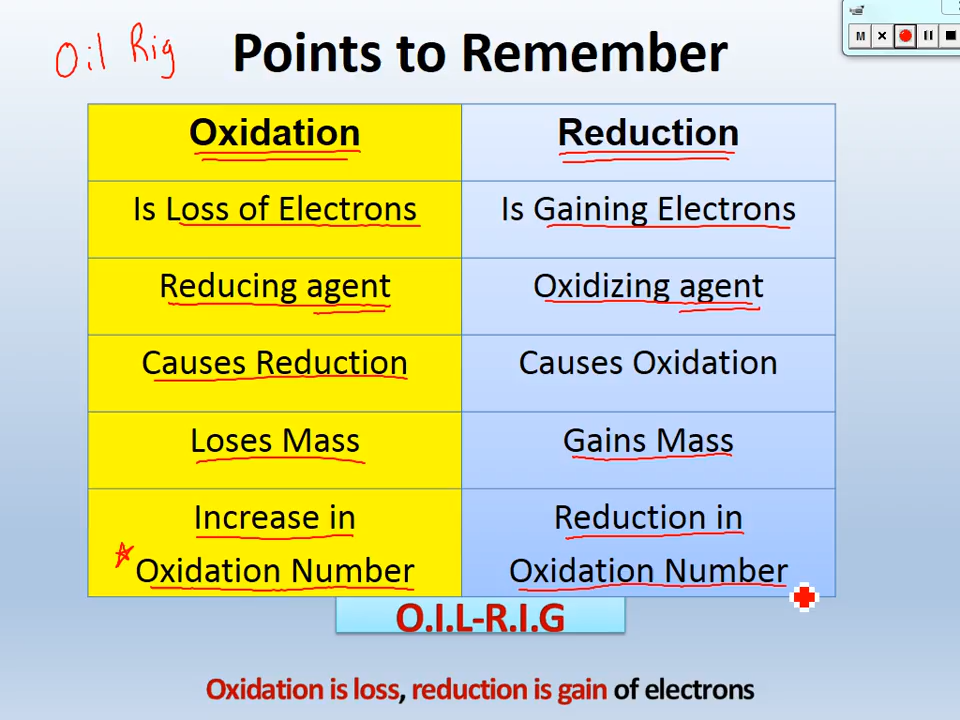 Oil Rig
Points to Remember
Oxidation
Reduction
Is Loss of Electrons
Is Gaining Electrons
Reducing agent
Oxidizing agent
Causes Reduction
Causes Oxidation
Loses Mass
Gains Mass
Increase in
Oxidation Number
Reduction in
Oxidation Number
O.I.L-R.I.G
Oxidation is loss, reduction is gain of electrons
M